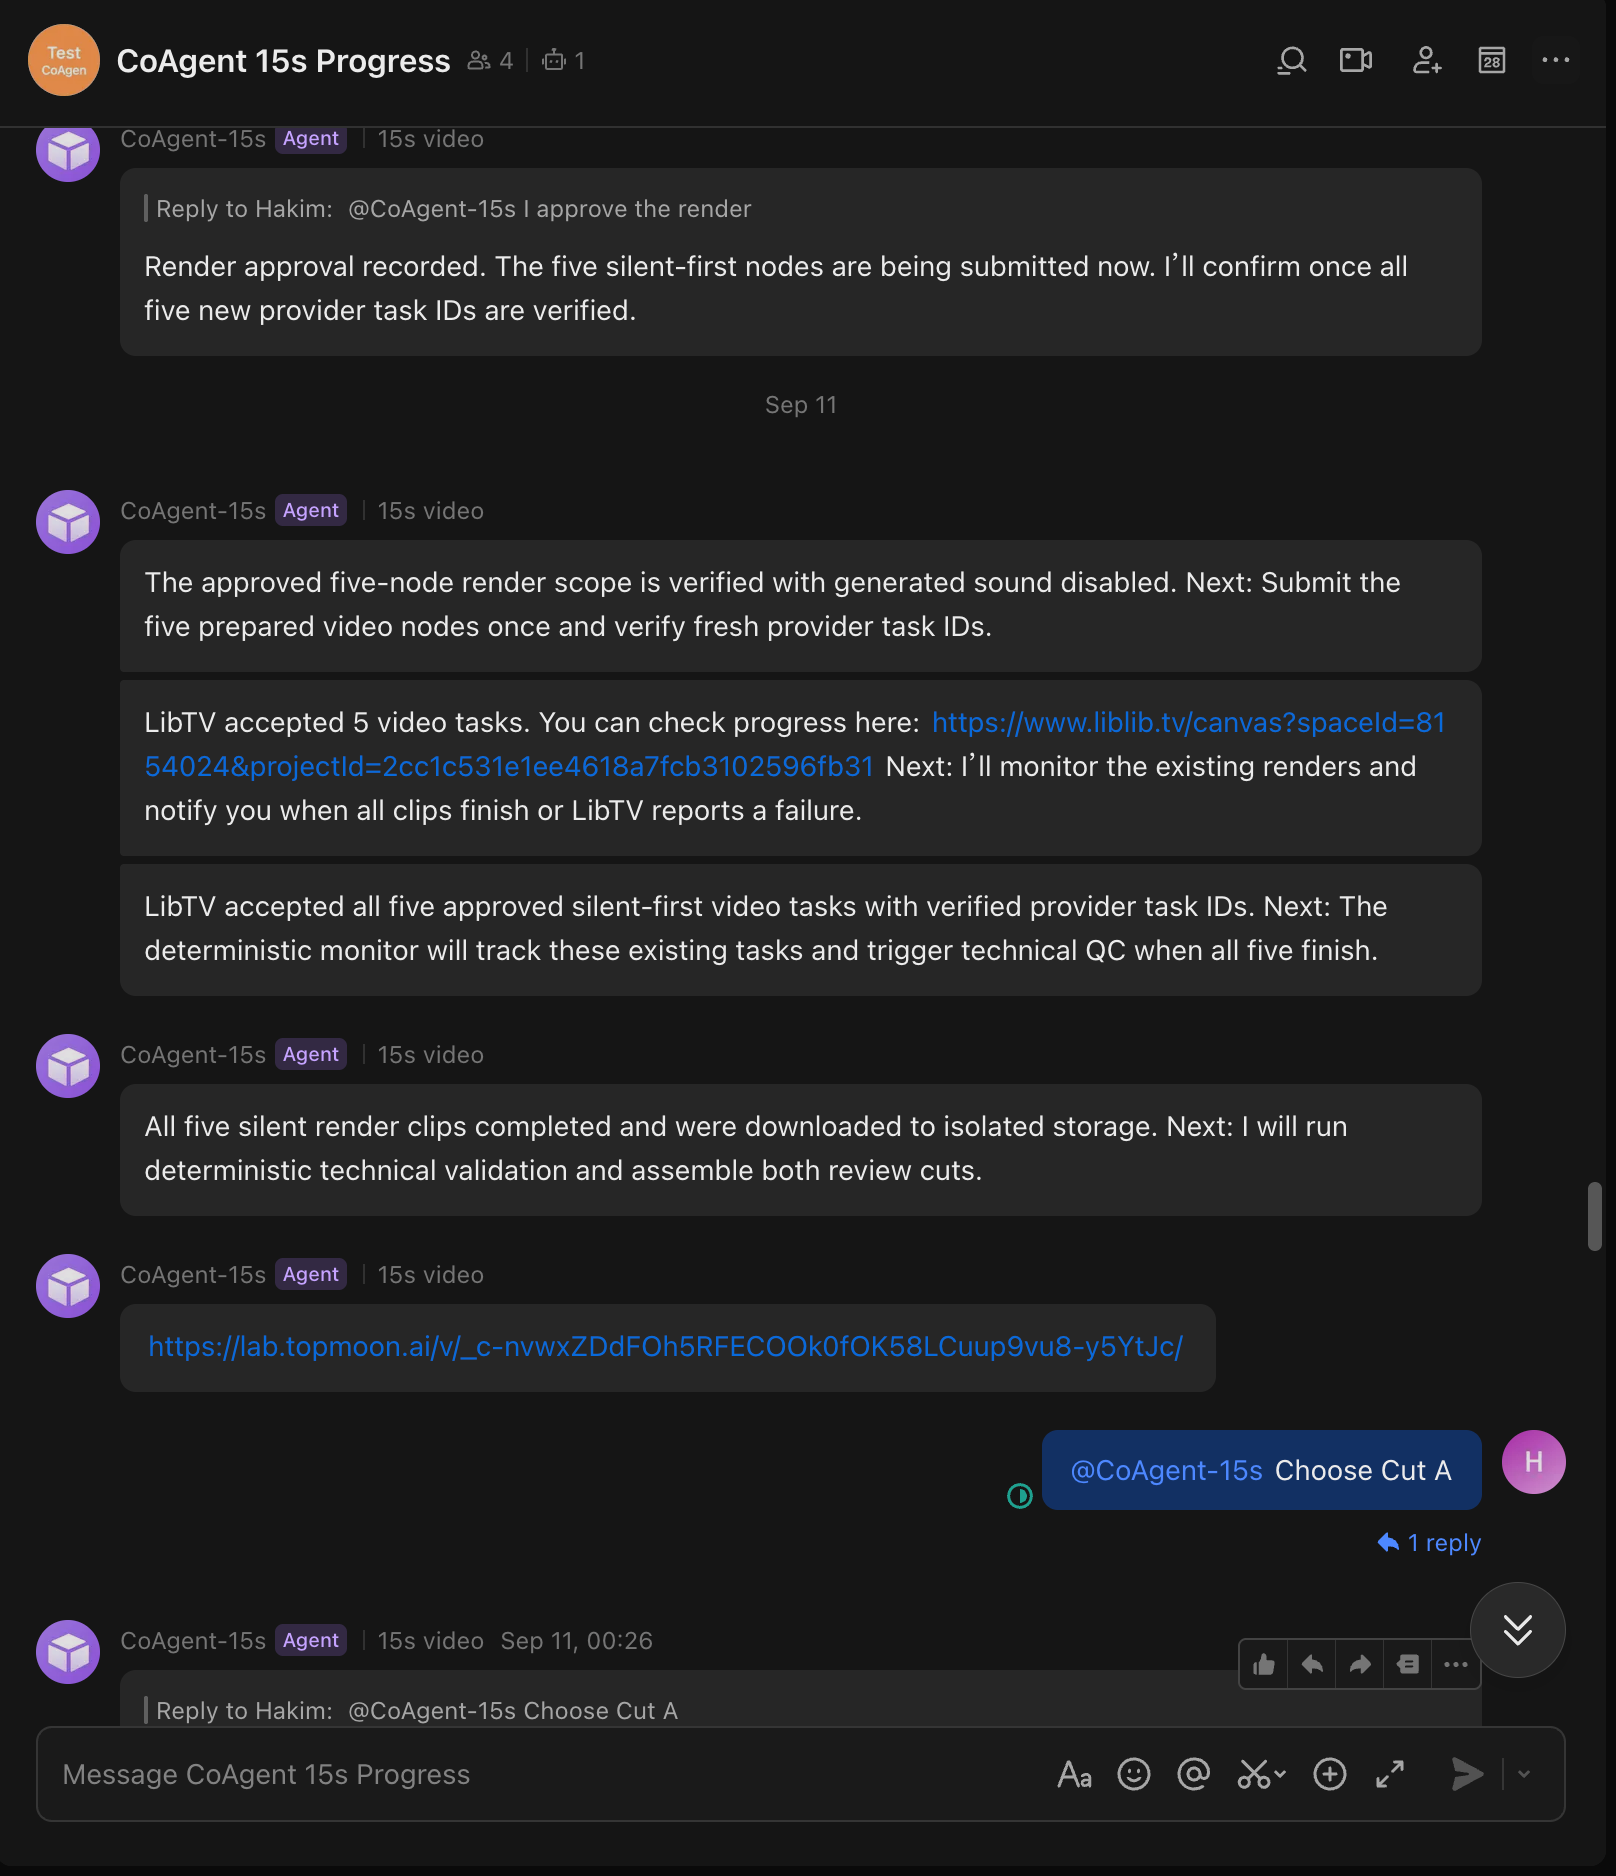 Test
CoAgen
CoAgent 15s Progress 4 1
28
CoAgent-15s Agent 15s video
Reply to Hakim: @CoAgent-15s I approve the render
Render approval recorded. The five silent-first nodes are being submitted now. I’ll confirm once all
five new provider task IDs are verified.
Sep 11
CoAgent-15s Agent 15s video
The approved five-node render scope is verified with generated sound disabled. Next: Submit the
five prepared video nodes once and verify fresh provider task IDs.
LibTV accepted 5 video tasks. You can check progress here: https://www.liblib.tv/canvas?spaceId=81
54024&projectId=2cc1c531e1ee4618a7fcb3102596fb31 Next: I’ll monitor the existing renders and
notify you when all clips finish or LibTV reports a failure.
LibTV accepted all five approved silent-first video tasks with verified provider task IDs. Next: The
deterministic monitor will track these existing tasks and trigger technical QC when all five finish.
CoAgent-15s Agent 15s video
All five silent render clips completed and were downloaded to isolated storage. Next: I will run
deterministic technical validation and assemble both review cuts.
CoAgent-15s Agent 15s video
https://lab.topmoon.ai/v/_c-nvwxZDdFOh5RFECOOk0fOK58LCuup9vu8-y5YtJc/
@CoAgent-15s Choose Cut A
H
1 reply
CoAgent-15s Agent 15s video Sep 11, 00:26
Reply to Hakim: @CoAgent-15s Choose Cut A
Message CoAgent 15s Progress Aa